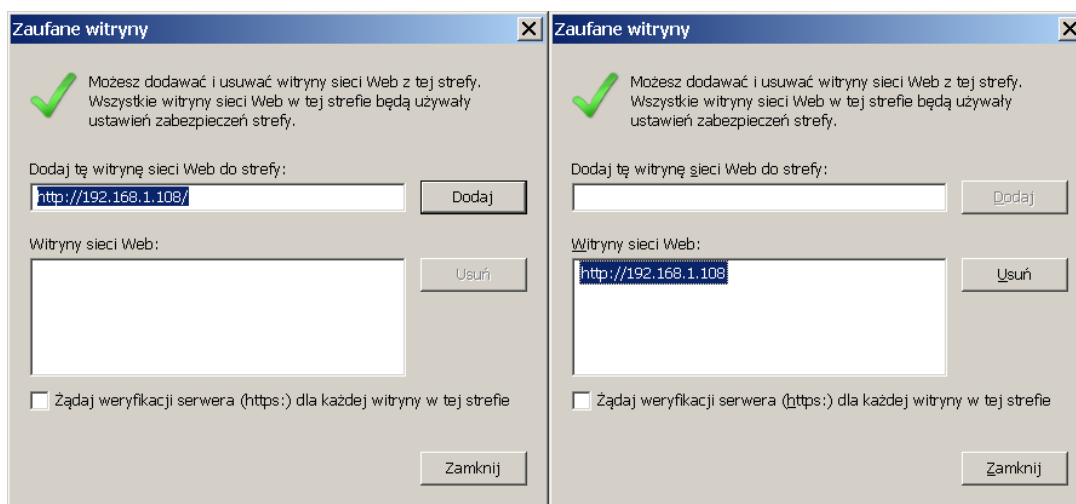 Zaufane witryny
Możesz dodawać i usuwać witryny sieci Web z tej strefy.
Wszystkie witryny sieci Web w tej strefie będą używały
ustawień zabezpieczeń strefy.
Dodaj tę witrynę sieci Web do strefy:
http://192.168.1.108/
Dodaj
Witryny sieci Web:
Usuń
Żądaj weryfikacji serwera (https:) dla każdej witryny w tej strefie
Zamknij
Zaufane witryny
Możesz dodawać i usuwać witryny sieci Web z tej strefy.
Wszystkie witryny sieci Web w tej strefie będą używały
ustawień zabezpieczeń strefy.
Dodaj tę witrynę sieci Web do strefy:
Dodaj
Witryny sieci Web:
http://192.168.1.108
Usuń
Żądaj weryfikacji serwera (https:) dla każdej witryny w tej strefie
Zamknij